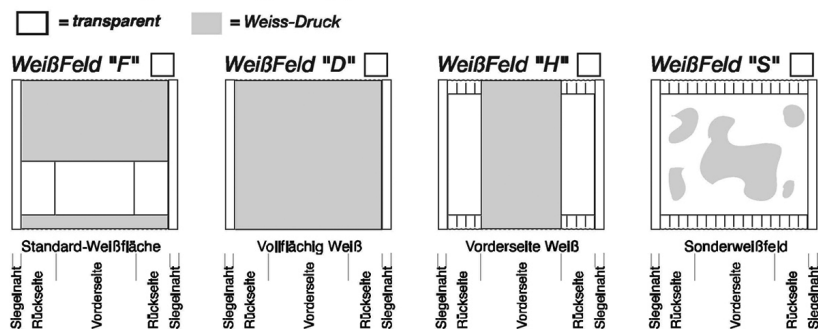 = transparent = Weiss-Druck
WeißFeld "F" WeißFeld "D" WeißFeld "H" WeißFeld "S"
Standard-Weißfläche Vollflächig Weiß Vorderseite Weiß Sonderweißfeld
Siegelnaht Rückseite Vorderseite Rückseite Siegelnaht Siegelnaht Rückseite Vorderseite Rückseite Siegelnaht Siegelnaht Rückseite Vorderseite Rückseite Siegelnaht Siegelnaht Rückseite Vorderseite Rückseite Siegelnaht